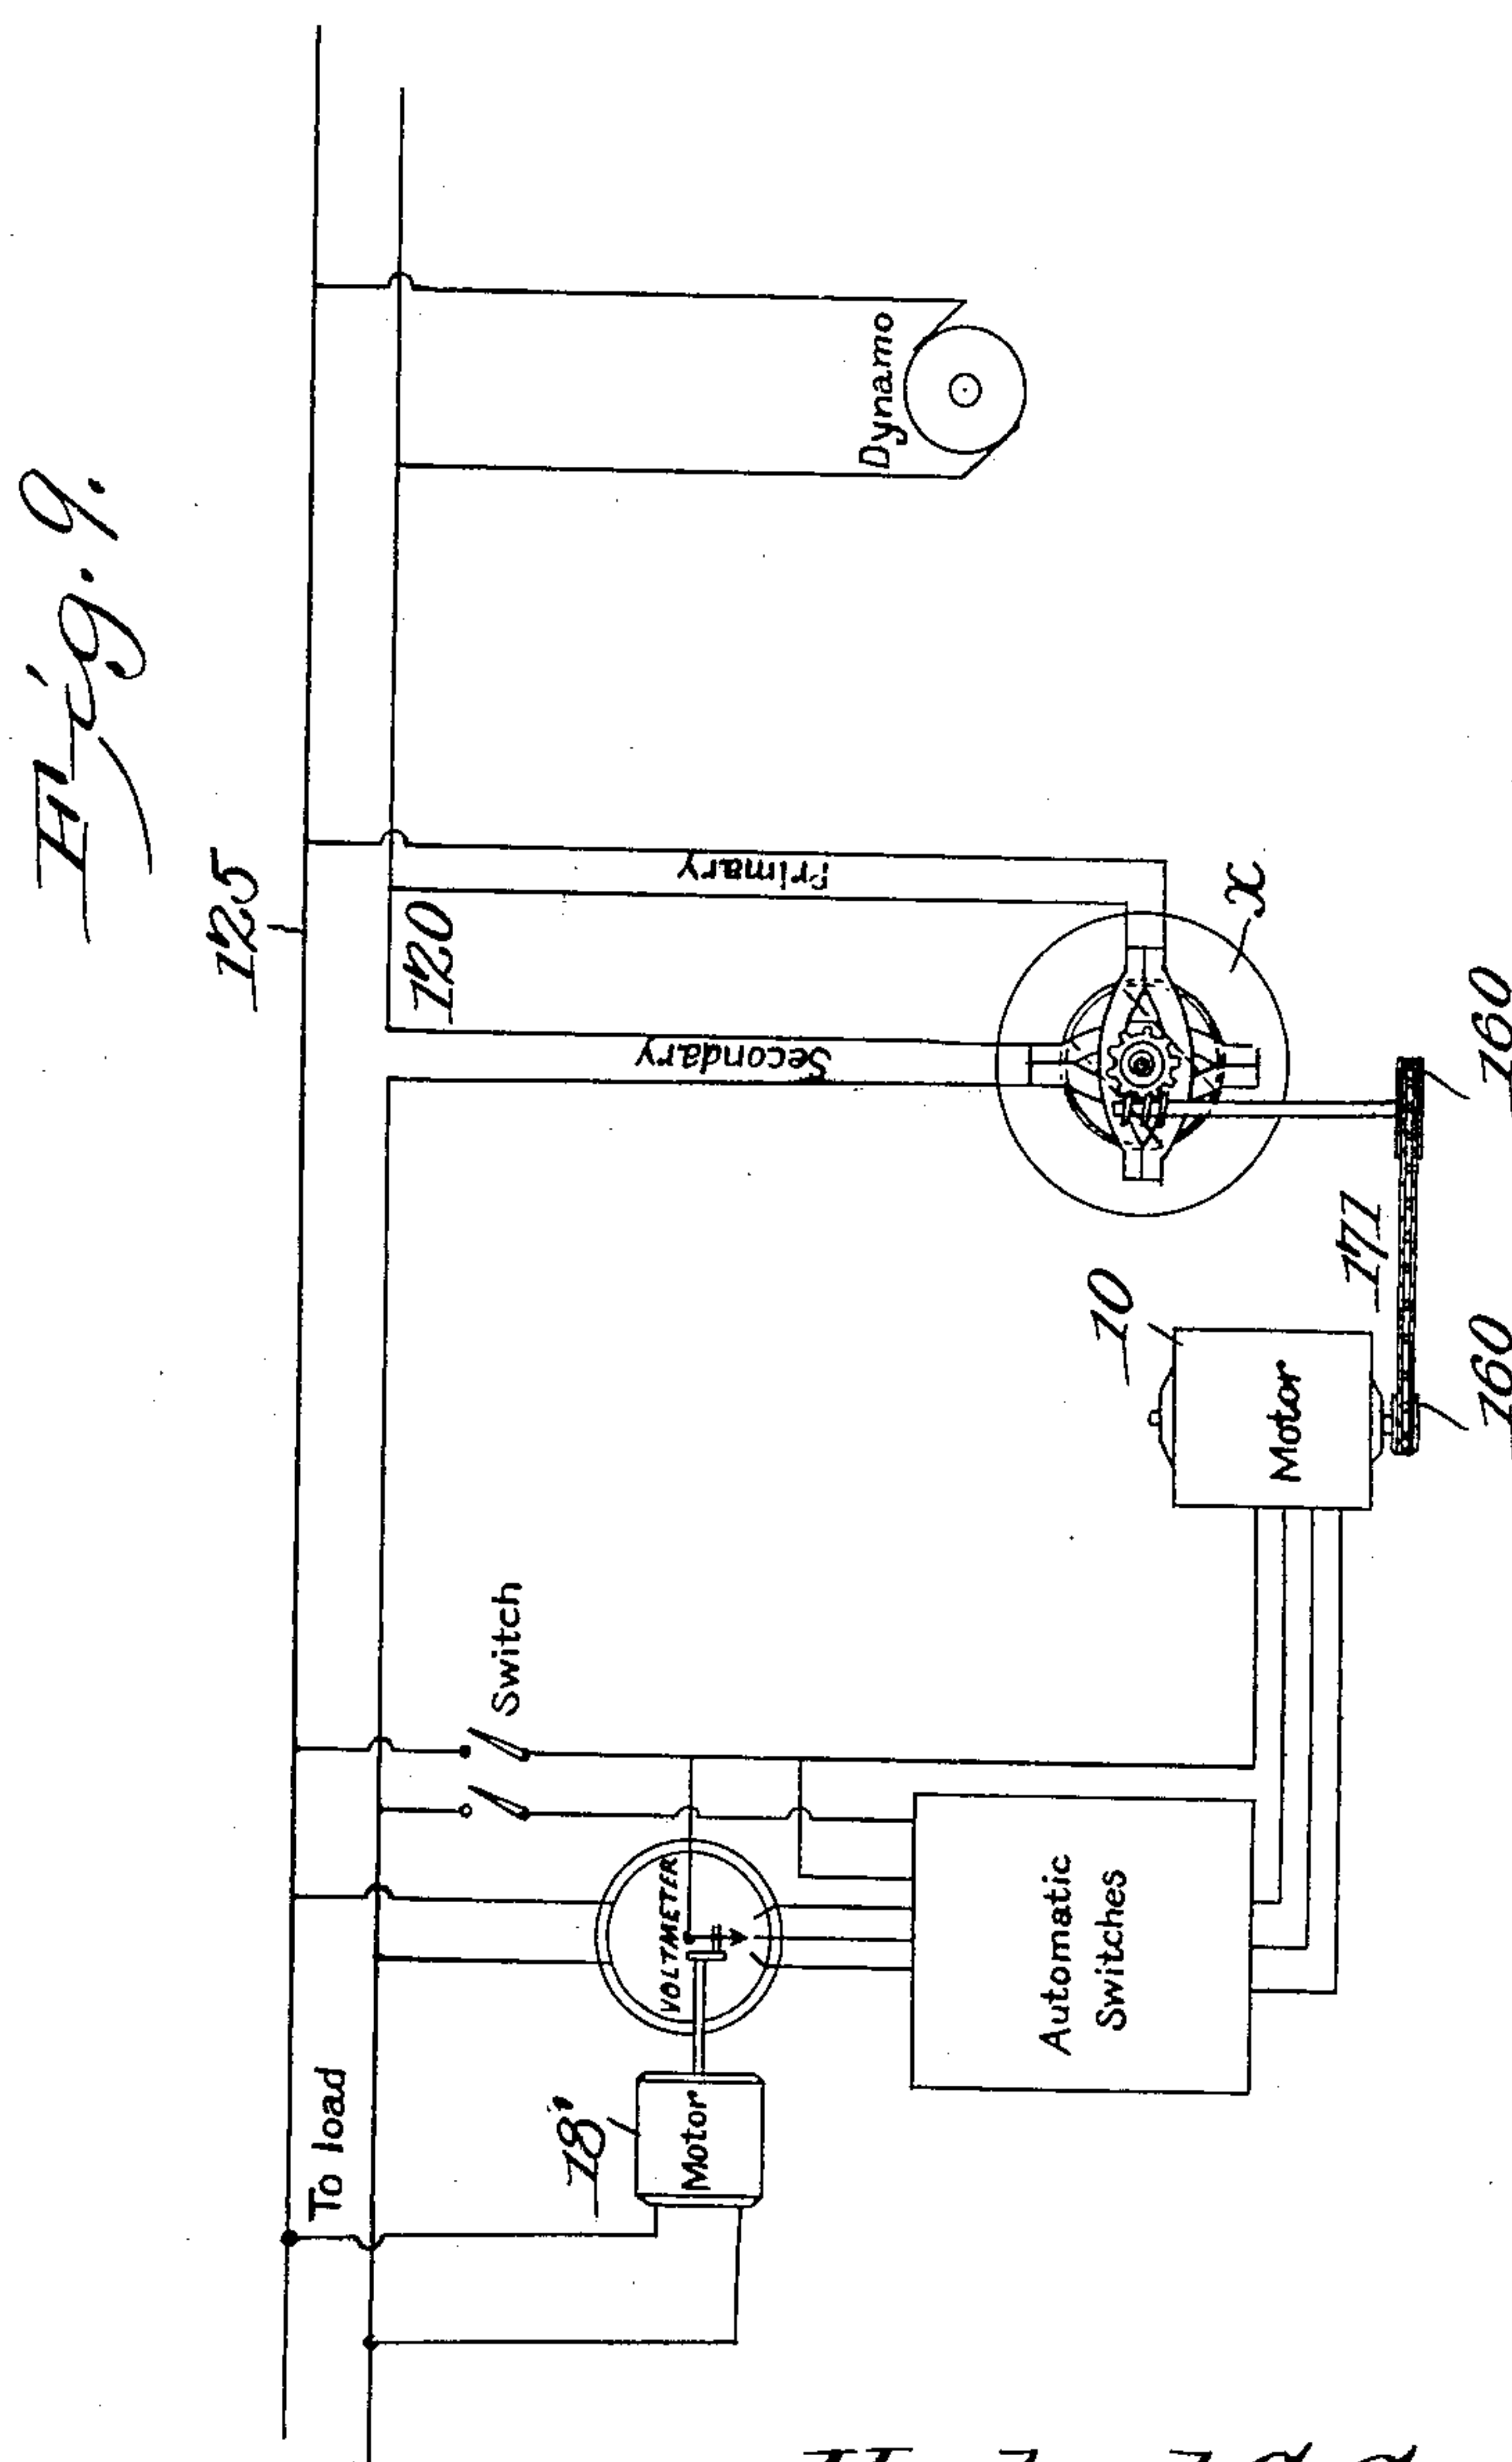 Fig. 9.
125
120
Dynamo
Primary
Secondary
x
160
171
160
10
Motor
Switch
VOLTMETER
Automatic
Switches
18'
Motor
To load